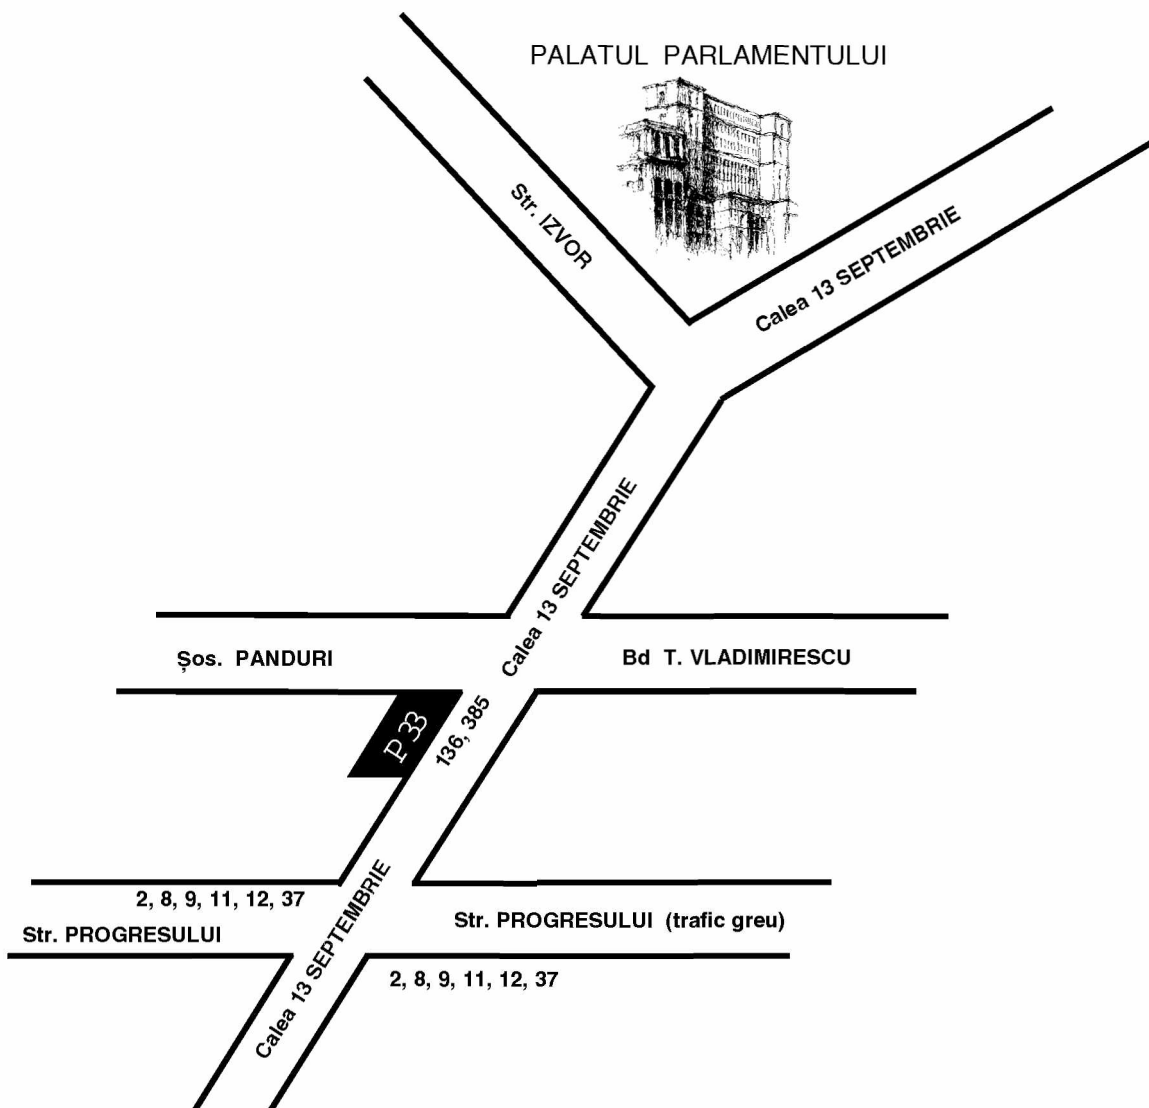 PALATUL PARLAMENTULUI
Str. IZVOR
Calea 13 SEPTEMBRIE
Calea 13 SEPTEMBRIE
Șos. PANDURI
Bd T. VLADIMIRESCU
P 33
136, 385
2, 8, 9, 11, 12, 37
Str. PROGRESULUI
Str. PROGRESULUI (trafic greu)
Calea 13 SEPTEMBRIE
2, 8, 9, 11, 12, 37